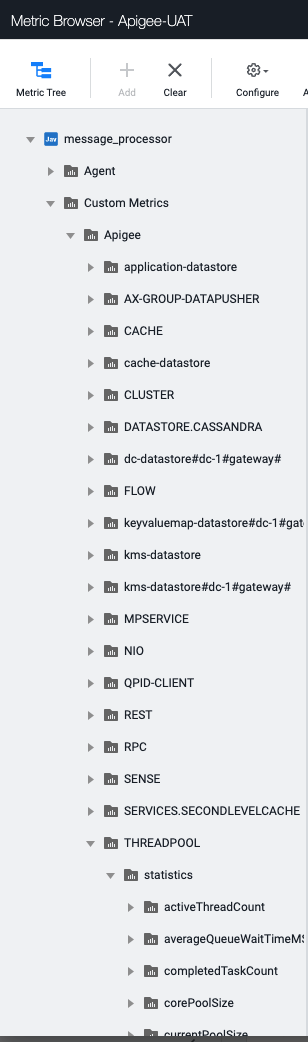 Metric Browser - Apigee-UAT
Metric Tree
Add
Clear
Configure
Jav
message_processor
Agent
Custom Metrics
Apigee
application-datastore
AX-GROUP-DATAPUSHER
CACHE
cache-datastore
CLUSTER
DATASTORE.CASSANDRA
dc-datastore#dc-1#gateway#
FLOW
keyvaluemap-datastore#dc-1#gat
kms-datastore
kms-datastore#dc-1#gateway#
MPSERVICE
NIO
QPID-CLIENT
REST
RPC
SENSE
SERVICES.SECONDLEVELCACHE
THREADPOOL
statistics
activeThreadCount
averageQueueWaitTimeMS
completedTaskCount
corePoolSize
currentPoolSize